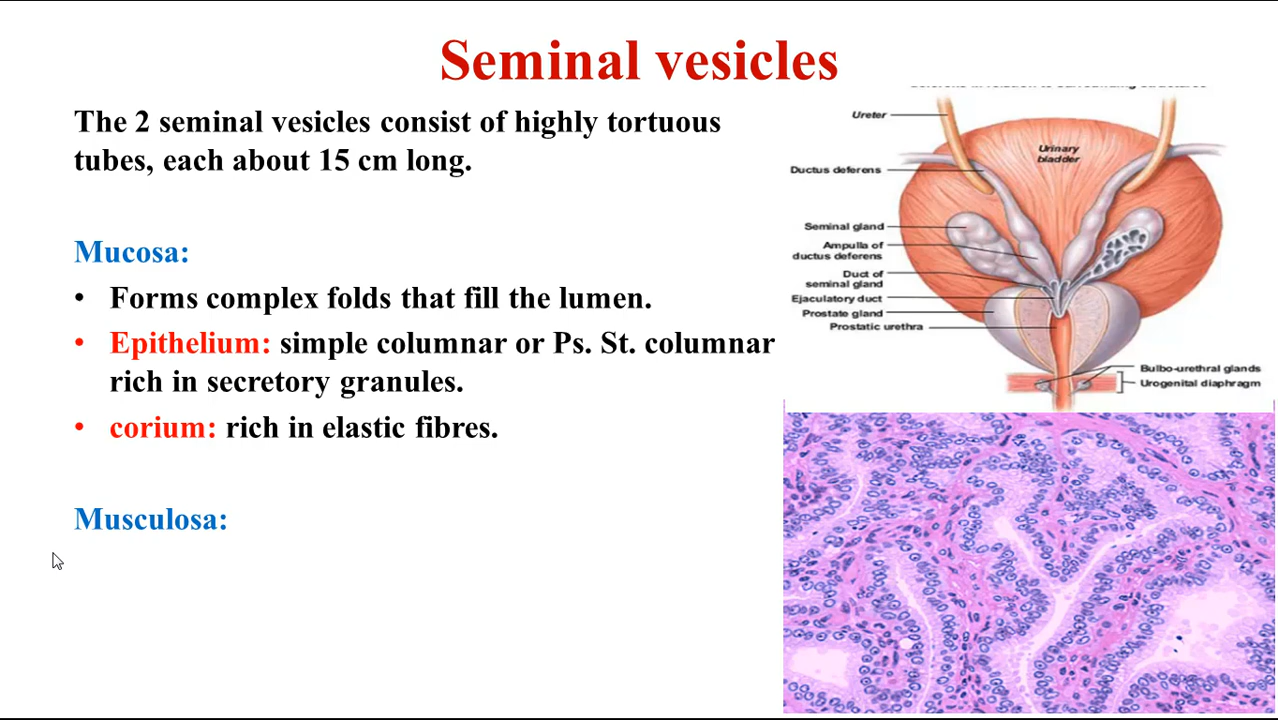 Seminal vesicles
The 2 seminal vesicles consist of highly tortuous
tubes, each about 15 cm long.
Mucosa:
• Forms complex folds that fill the lumen.
• Epithelium: simple columnar or Ps. St. columnar
rich in secretory granules.
• corium: rich in elastic fibres.
Musculosa:
Ureter
Urinary
bladder
Ductus deferens
Seminal gland
Ampulla of
ductus deferens
Duct of
seminal gland
Ejaculatory duct
Prostate gland
Prostatic urethra
Bulbo-urethral glands
Urogenital diaphragm